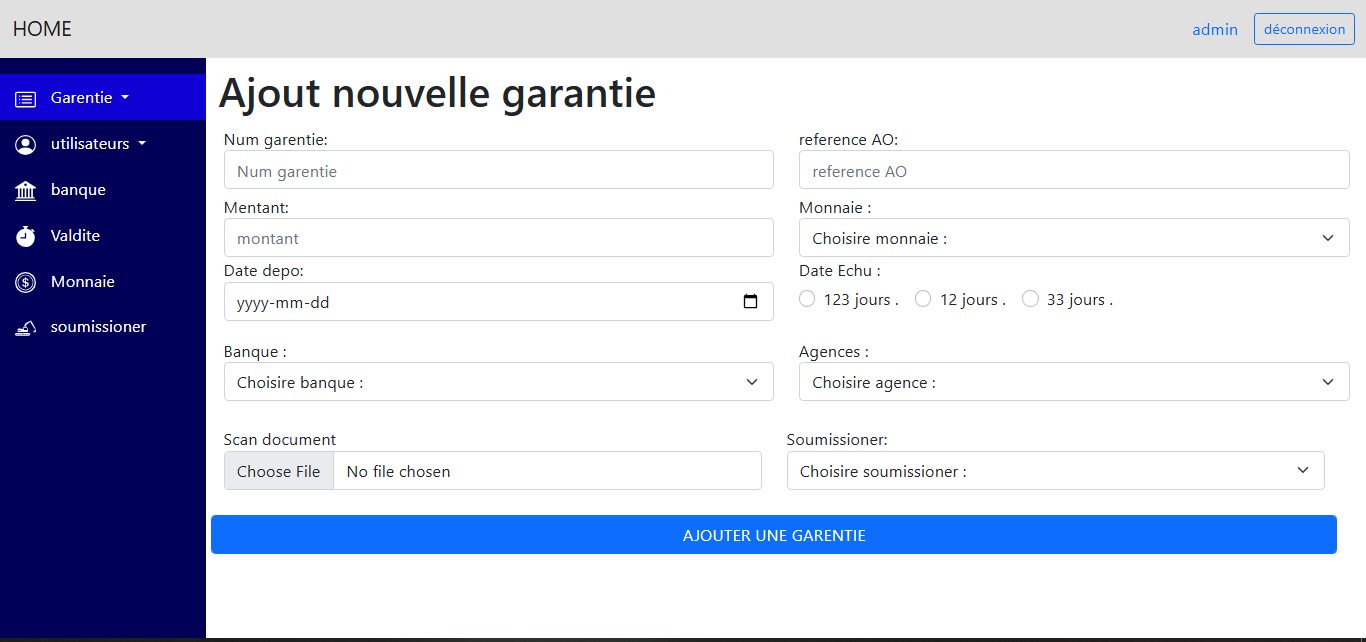 HOME
admin
déconnexion
Garentie
utilisateurs
banque
Valdite
Monnaie
soumissioner
Ajout nouvelle garantie
Num garentie:
reference AO:
Num garentie
reference AO
Mentant:
Monnaie :
montant
Choisire monnaie :
Date depo:
Date Echu :
yyyy-mm-dd
123 jours .
12 jours .
33 jours .
Banque :
Agences :
Choisire banque :
Choisire agence :
Scan document
Soumissioner:
Choose File
No file chosen
Choisire soumissioner :
AJOUTER UNE GARENTIE